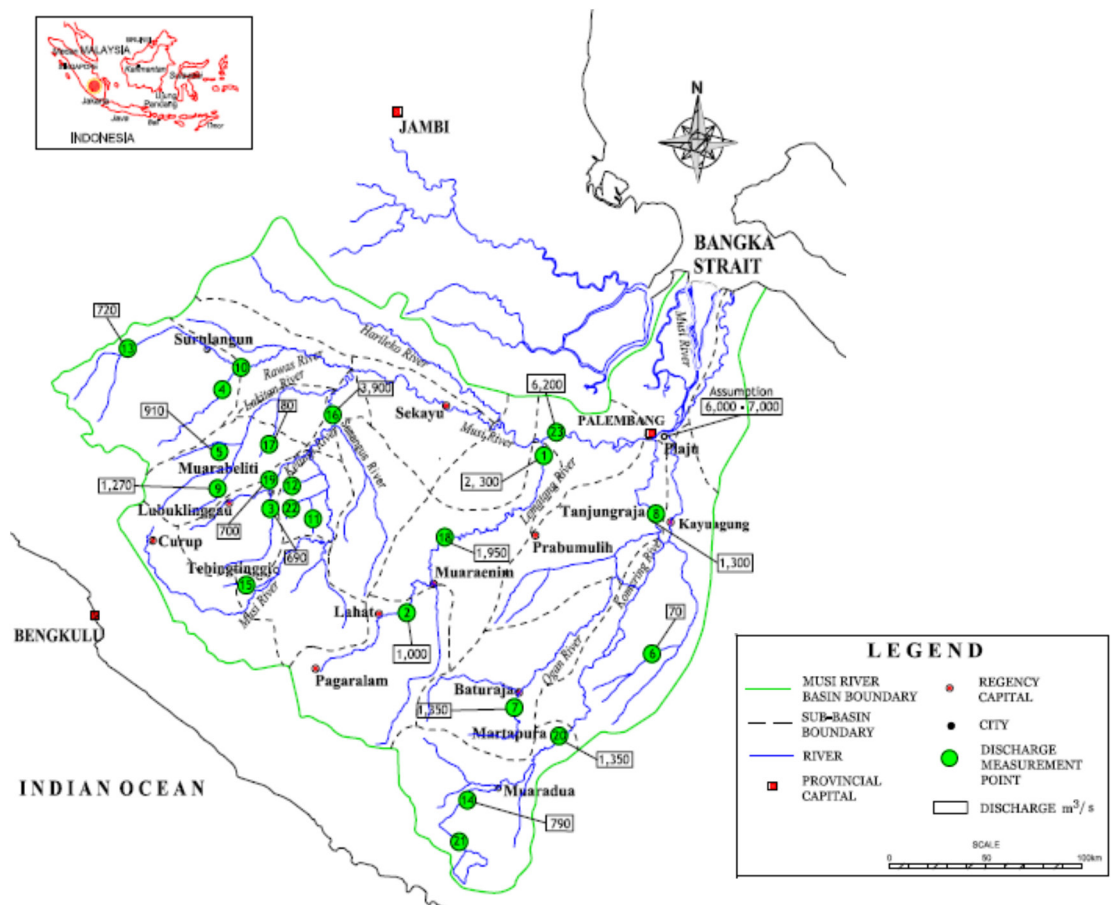 MALAYSIA
Kalimantan
Jakarta
Java
INDONESIA
JAMBI
N
BANGKA
STRAIT
720
13
Surulangun
10
4
Harileko River
Rawas River
Lakitan River
Musi River
3,900
16
Sekayu
Musi River
6,200
23
Assumption
6,000 • 7,000
PALEMBANG
Plaju
910
80
5
17
1
2, 300
Muarabeliti
1,270
9
19
12
Semangus River
Lematang River
Lubuklinggau
700
3
22
11
Tanjungraja
8
Kayuagung
1,300
Curup
690
18
1,950
Prabumulih
Komering River
Tebingtinggi
15
Musi River
Muaraenim
Lahat
2
1,000
BENGKULU
Pagaralam
70
6
Ogan River
Baturaja
1,350
7
Martapura
20
1,350
INDIAN OCEAN
Muaradua
14
790
21
LEGEND
MUSI RIVER
BASIN BOUNDARY
SUB-BASIN
BOUNDARY
RIVER
PROVINCIAL
CAPITAL
REGENCY
CAPITAL
CITY
DISCHARGE
MEASUREMENT
POINT
DISCHARGE m³/s
SCALE
0 50 100km